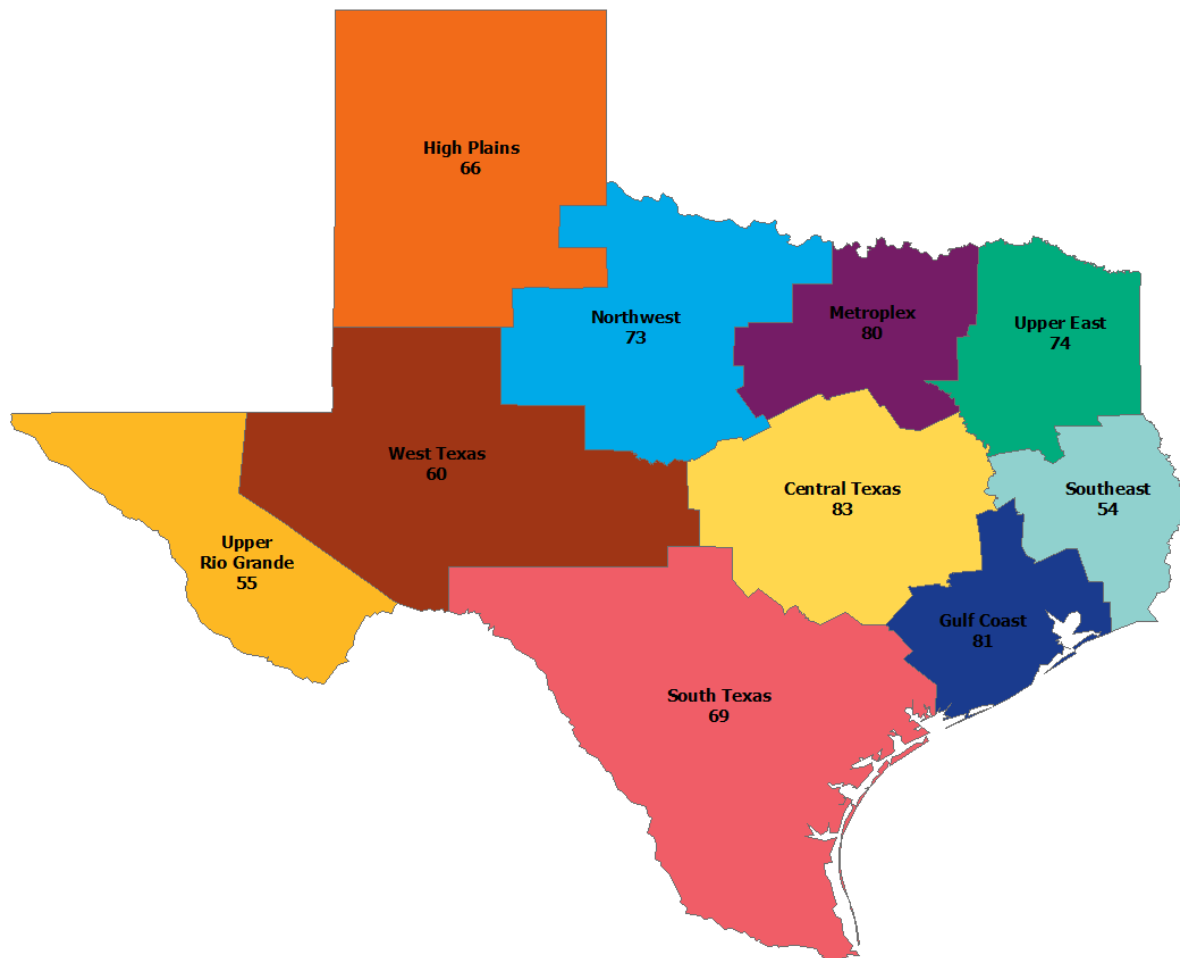 High Plains
66
Northwest
73
Metroplex
80
Upper East
74
West Texas
60
Central Texas
83
Southeast
54
Upper
Rio Grande
55
Gulf Coast
81
South Texas
69